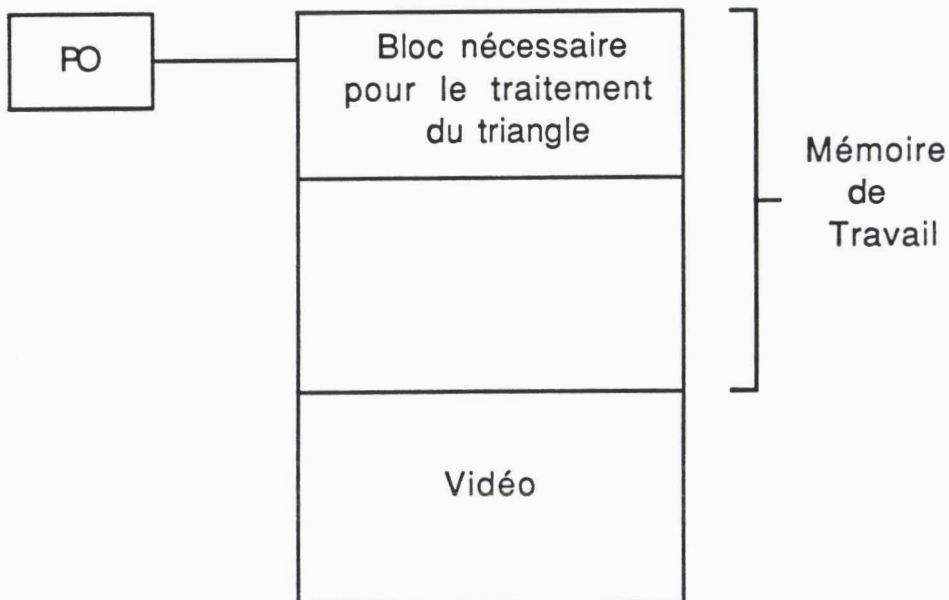 PO
Bloc nécessaire
pour le traitement
du triangle
Mémoire
de
Travail
Vidéo